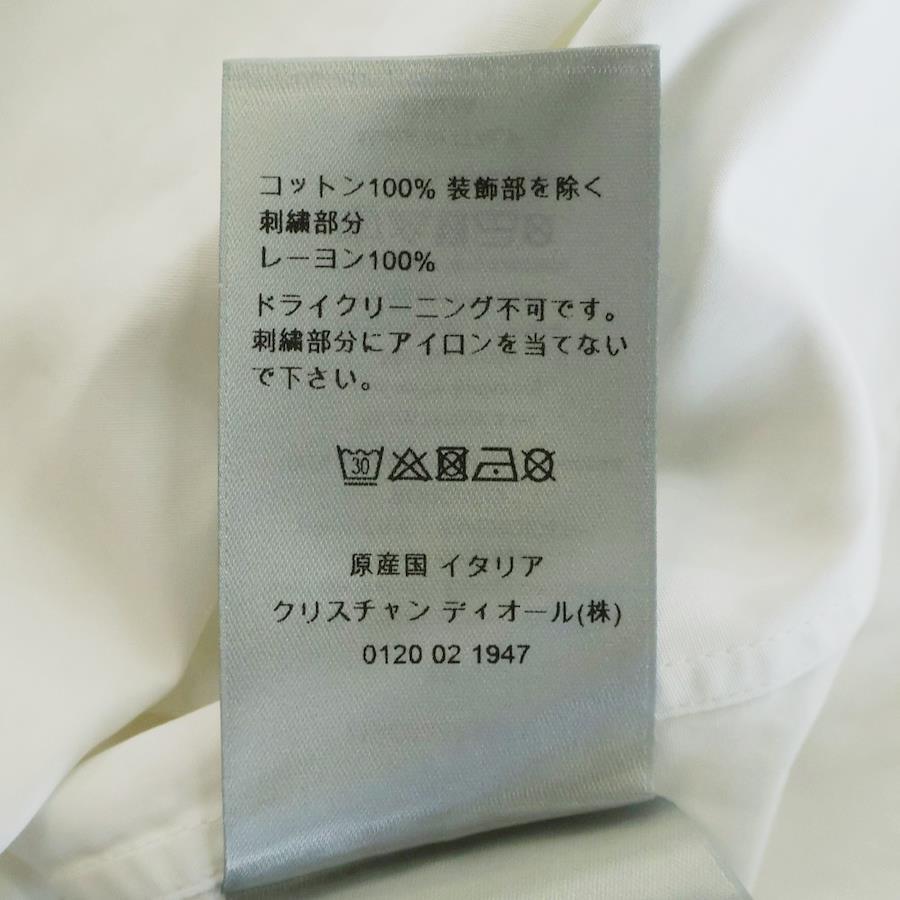 コットン100% 装飾部を除く
刺繍部分
レーヨン100%
ドライクリーニング不可です。
刺繍部分にアイロンを当てない
で下さい。
30
原産国 イタリア
クリスチャン ディオール(株)
0120 02 1947